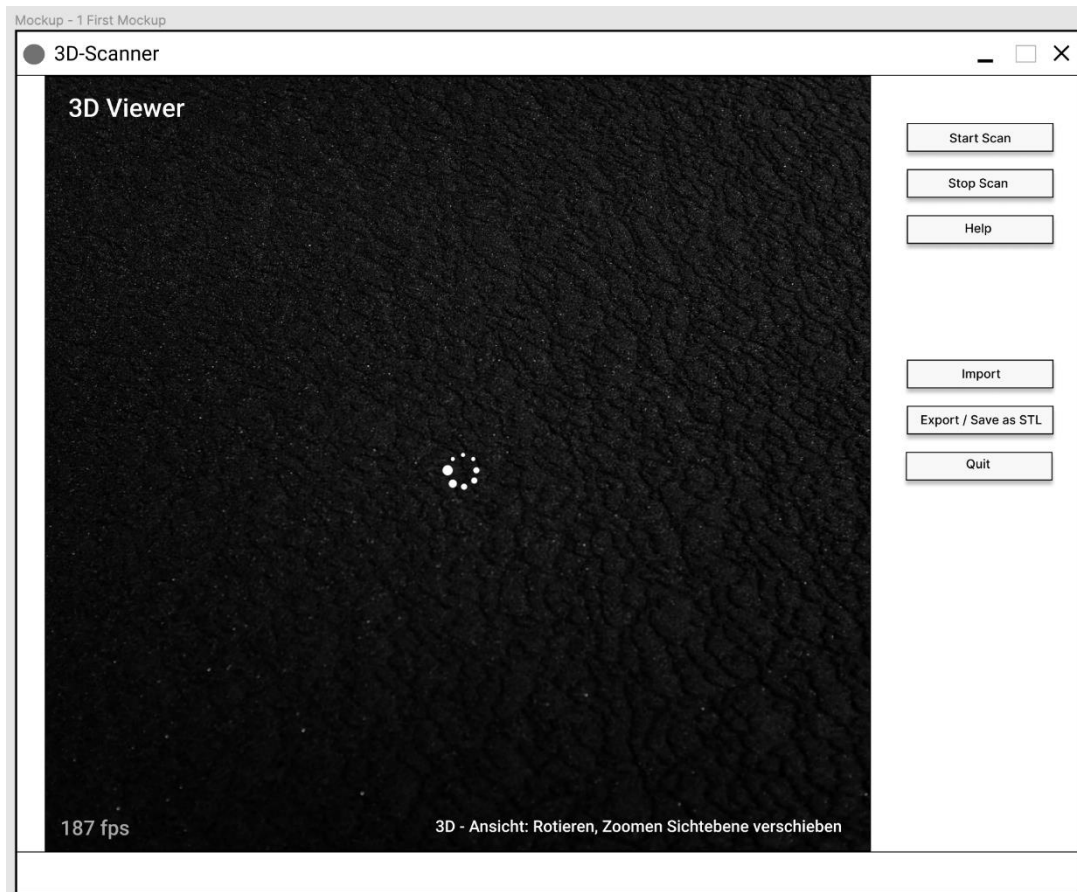 Mockup - 1 First Mockup
3D-Scanner
3D Viewer
Start Scan
Stop Scan
Help
Import
Export / Save as STL
Quit
187 fps
3D - Ansicht: Rotieren, Zoomen Sichtebene verschieben